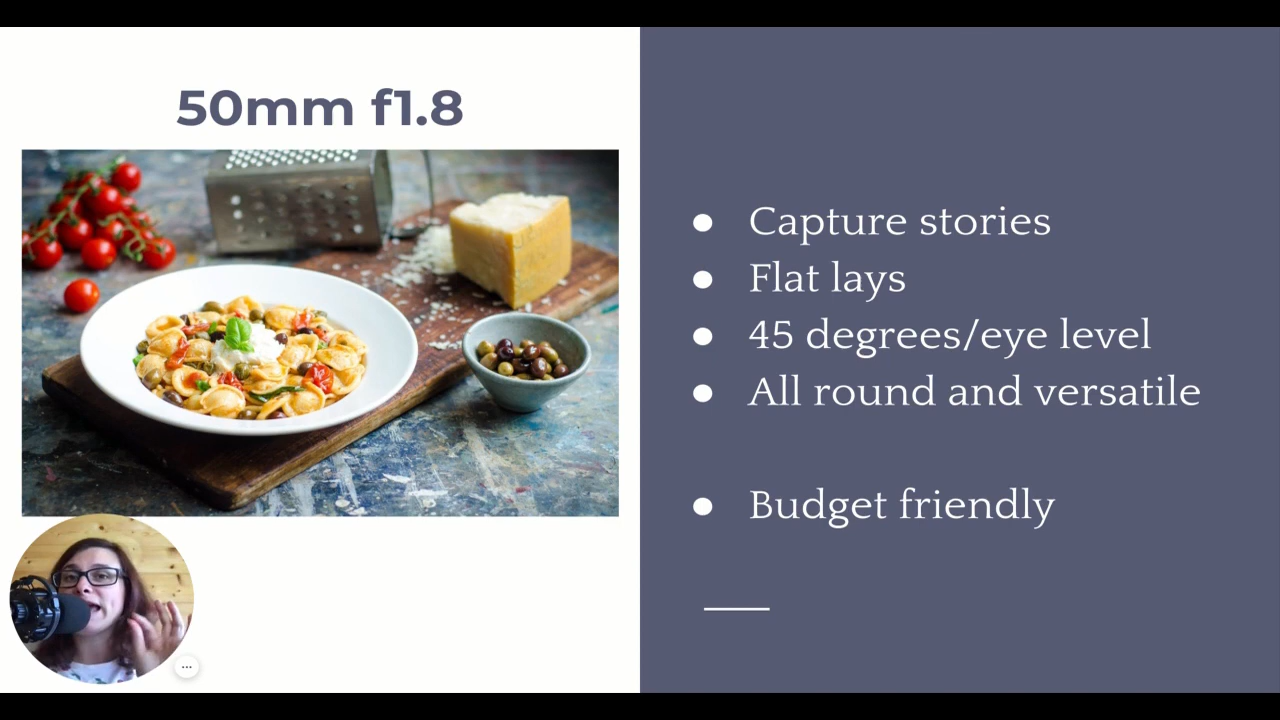 50mm f1.8
● Capture stories
● Flat lays
● 45 degrees/eye level
● All round and versatile
● Budget friendly